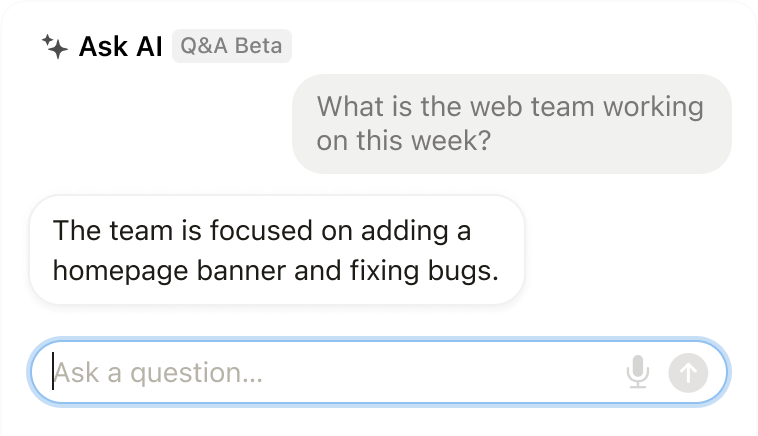 Ask AI Q&A Beta
What is the web team working
on this week?
The team is focused on adding a
homepage banner and fixing bugs.
Ask a question...